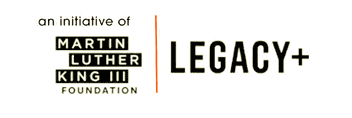 an initiative of
MARTIN
LUTHER
KING III
FOUNDATION
LEGACY+